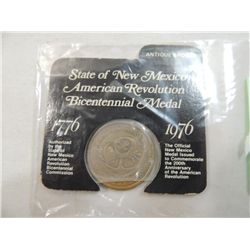 ANTIQUE BRONZE
State of New Mexico
American Revolution
Bicentennial Medal
1776
1976
Authorized
by the
State of
New Mexico
American
Revolution
Bicentennial
Commission
The Official
New Mexico
Medal Issued to
Commemorate
the 200th
Anniversary of
the American
Revolution